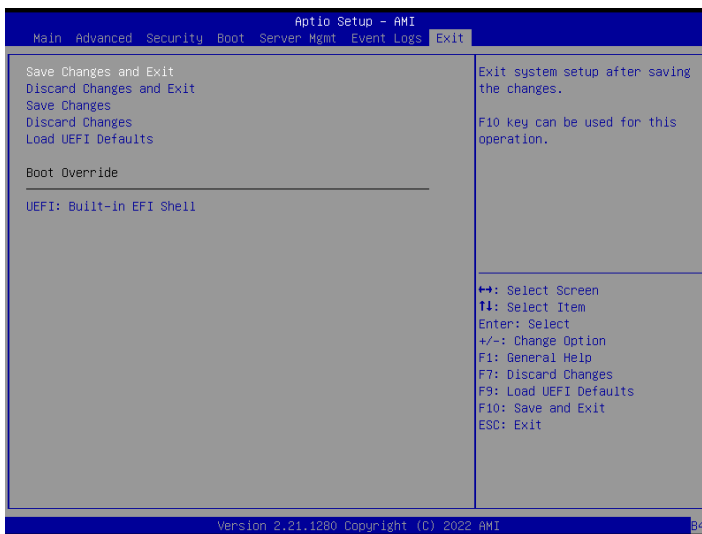 Aptio Setup – AMI
Main Advanced Security Boot Server Mgmt Event Logs Exit
Save Changes and Exit
Discard Changes and Exit
Save Changes
Discard Changes
Load UEFI Defaults
Boot Override
UEFI: Built-in EFI Shell
Exit system setup after saving
the changes.
F10 key can be used for this
operation.
↔: Select Screen
↑↓: Select Item
Enter: Select
+/-: Change Option
F1: General Help
F7: Discard Changes
F9: Load UEFI Defaults
F10: Save and Exit
ESC: Exit
Version 2.21.1280 Copyright (C) 2022 AMI